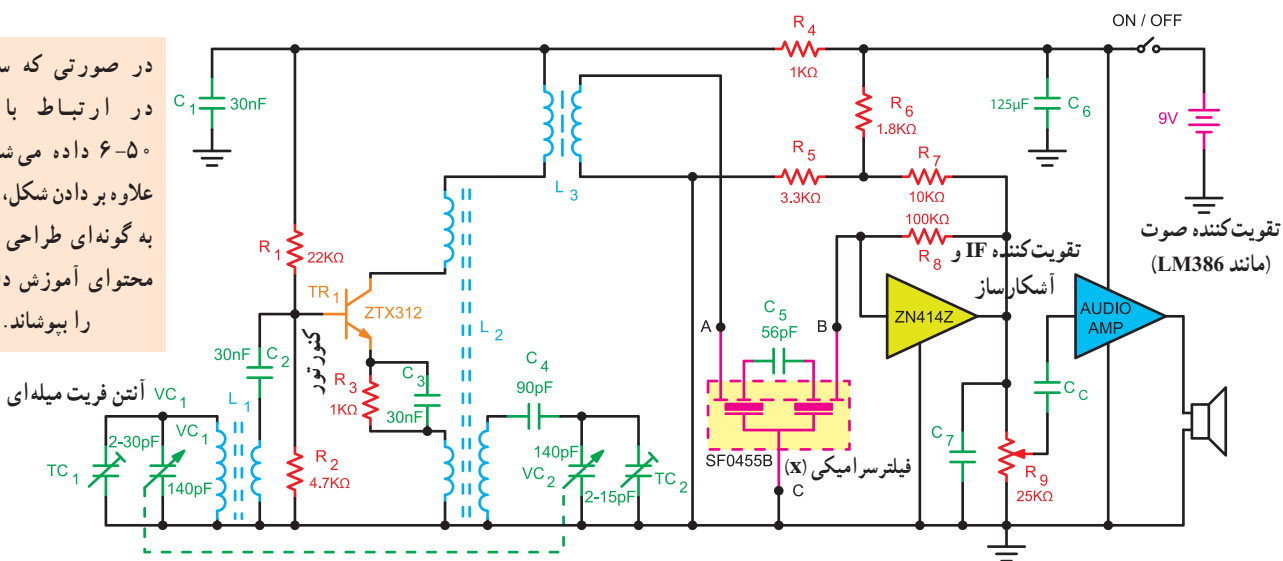 در صورتی که
در ارتباط با
۶-۵۰ داده
علاوه بر دادن شکل،
به گونه‌ای طراحی
محتوای آموزش
را بپوشاند.
C1 30nF
R4
1KΩ
ON / OFF
R6
1.8KΩ
125μF C6
9V
L3
R5
3.3KΩ
R7
10KΩ
100KΩ
R8
تقویت‌کننده صوت
(مانند LM386)
R1
22KΩ
TR1
ZTX312
کنورتور
L2
تقویت‌کننده IF و
آشکارساز
ZN414Z
AUDIO
AMP
30nF C2
R3
1KΩ
C3
30nF
C4
90pF
A
C5
56pF
B
CC
آنتن فریت میله‌ای
VC1
L1
2-30pF
VC1
TC1
140pF
R2
4.7KΩ
140pF
VC2
2-15pF
TC2
SF0455B
فیلتر سرامیکی (x)
C
C7
R9
25KΩ